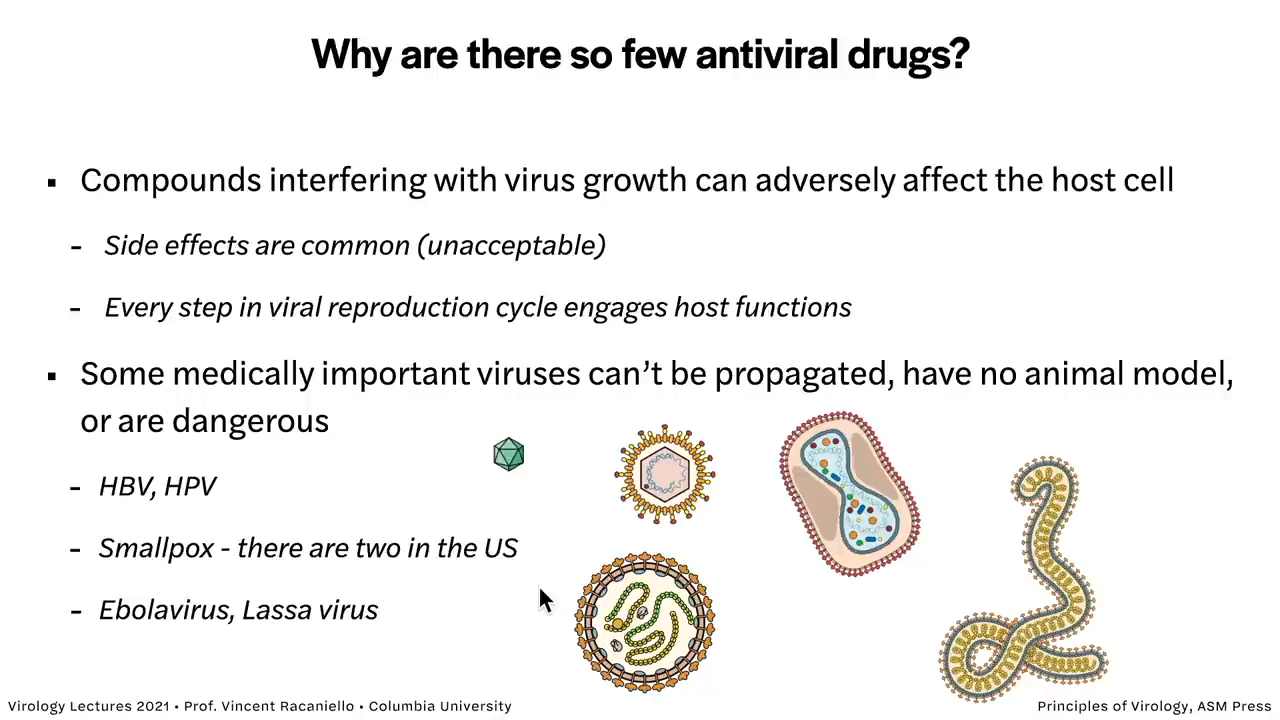 Why are there so few antiviral drugs?
▪ Compounds interfering with virus growth can adversely affect the host cell
- Side effects are common (unacceptable)
- Every step in viral reproduction cycle engages host functions
▪ Some medically important viruses can’t be propagated, have no animal model,
or are dangerous
- HBV, HPV
- Smallpox - there are two in the US
- Ebolavirus, Lassa virus
Virology Lectures 2021 • Prof. Vincent Racaniello • Columbia University
Principles of Virology, ASM Press